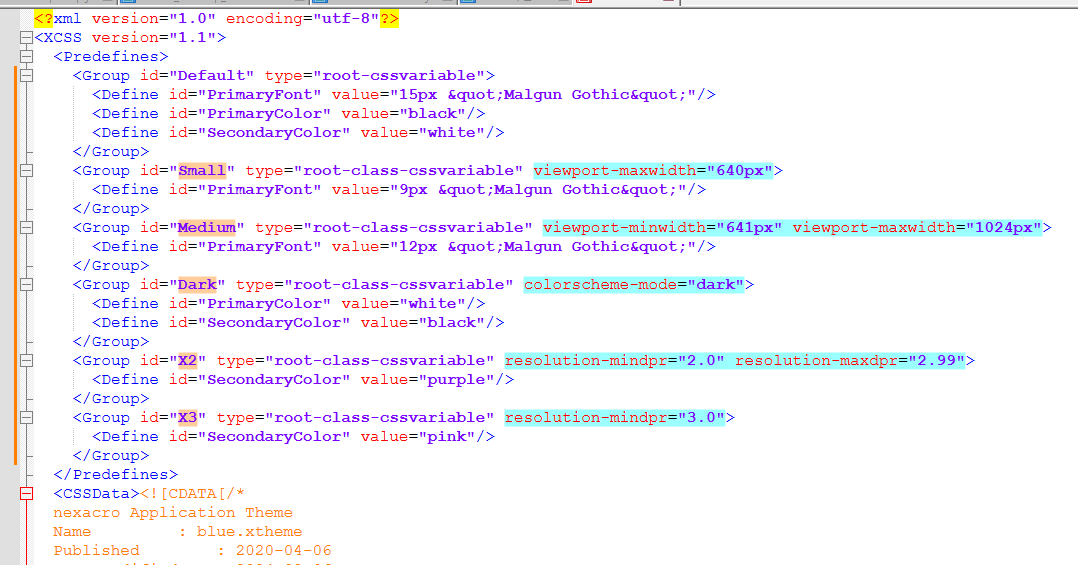 <?xml version="1.0" encoding="utf-8"?>
<XCSS version="1.1">
<Predefines>
<Group id="Default" type="root-cssvariable">
<Define id="PrimaryFont" value="15px &quot;Malgun Gothic&quot;"/>
<Define id="PrimaryColor" value="black"/>
<Define id="SecondaryColor" value="white"/>
</Group>
<Group id="Small" type="root-class-cssvariable" viewport-maxwidth="640px">
<Define id="PrimaryFont" value="9px &quot;Malgun Gothic&quot;"/>
</Group>
<Group id="Medium" type="root-class-cssvariable" viewport-minwidth="641px" viewport-maxwidth="1024px">
<Define id="PrimaryFont" value="12px &quot;Malgun Gothic&quot;"/>
</Group>
<Group id="Dark" type="root-class-cssvariable" colorscheme-mode="dark">
<Define id="PrimaryColor" value="white"/>
<Define id="SecondaryColor" value="black"/>
</Group>
<Group id="X2" type="root-class-cssvariable" resolution-mindpr="2.0" resolution-maxdpr="2.99">
<Define id="SecondaryColor" value="purple"/>
</Group>
<Group id="X3" type="root-class-cssvariable" resolution-mindpr="3.0">
<Define id="SecondaryColor" value="pink"/>
</Group>
</Predefines>
<CSSData><![CDATA[/*
nexacro Application Theme
Name : blue.xtheme
Published : 2020-04-06